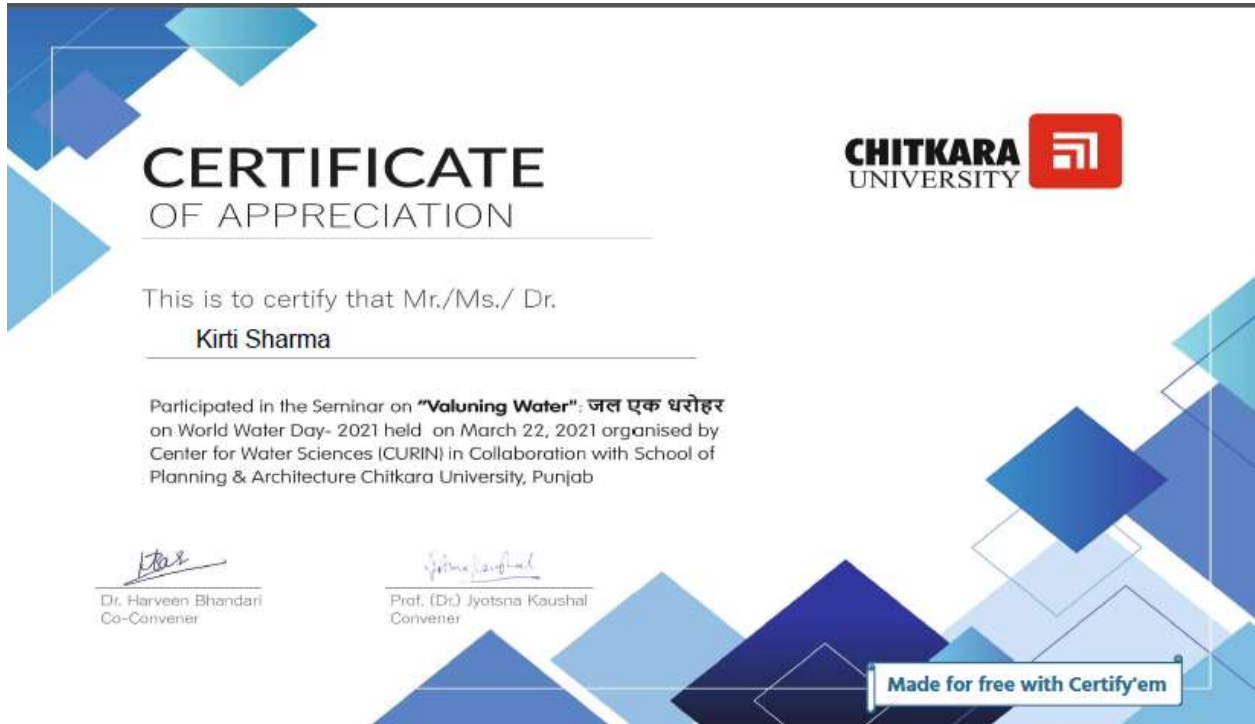 CERTIFICATE
OF APPRECIATION
CHITKARA
UNIVERSITY
This is to certify that Mr./Ms./ Dr.
Kirti Sharma
Participated in the Seminar on "Valuning Water": जल एक धरोहर
on World Water Day- 2021 held on March 22, 2021 organised by
Center for Water Sciences (CURIN) in Collaboration with School of
Planning & Architecture Chitkara University, Punjab
Dr. Harveen Bhandari
Co-Convener
Prof. (Dr.) Jyotsna Kaushal
Convener
Made for free with Certify'em